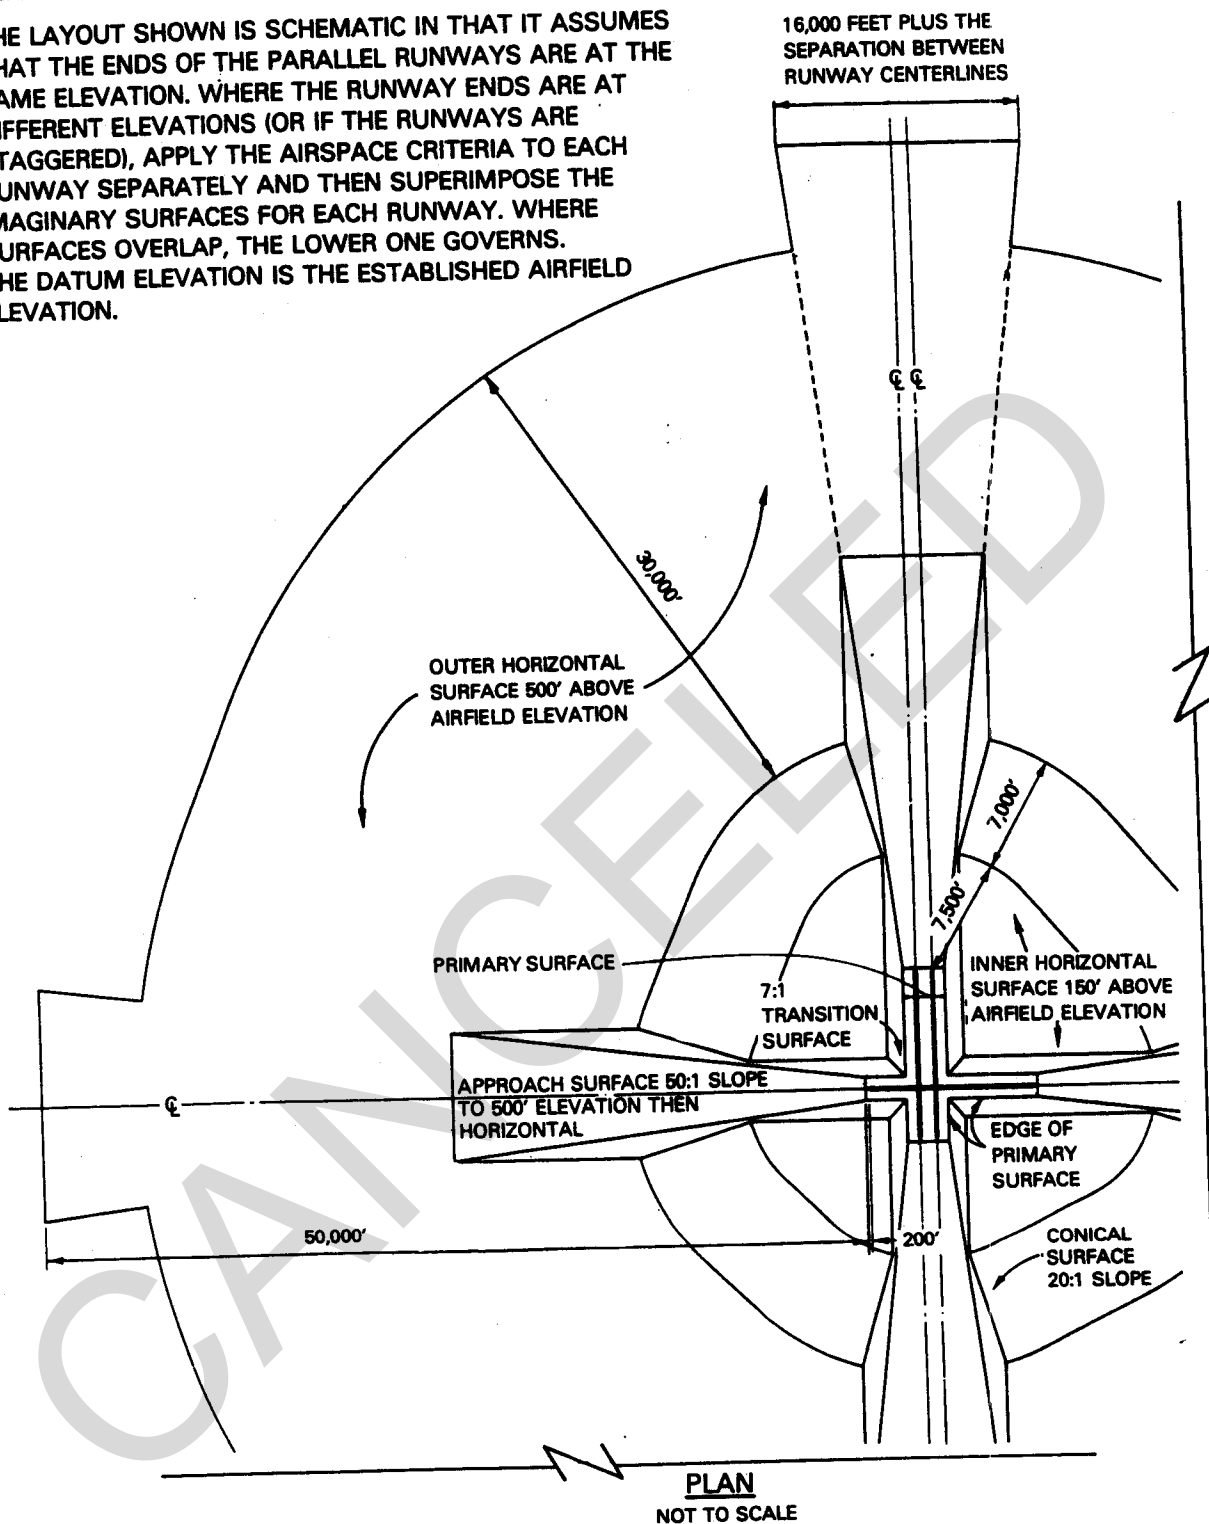 HE LAYOUT SHOWN IS SCHEMATIC IN THAT IT ASSUMES
HAT THE ENDS OF THE PARALLEL RUNWAYS ARE AT THE
AME ELEVATION. WHERE THE RUNWAY ENDS ARE AT
IFFERENT ELEVATIONS (OR IF THE RUNWAYS ARE
TAGGERED), APPLY THE AIRSPACE CRITERIA TO EACH
UNWAY SEPARATELY AND THEN SUPERIMPOSE THE
MAGINARY SURFACES FOR EACH RUNWAY. WHERE
URFACES OVERLAP, THE LOWER ONE GOVERNS.
HE DATUM ELEVATION IS THE ESTABLISHED AIRFIELD
LEVATION.
16,000 FEET PLUS THE
SEPARATION BETWEEN
RUNWAY CENTERLINES
℄ ℄
30,000'
OUTER HORIZONTAL
SURFACE 500' ABOVE
AIRFIELD ELEVATION
7,000'
7,500'
PRIMARY SURFACE
7:1
TRANSITION
SURFACE
INNER HORIZONTAL
SURFACE 150' ABOVE
AIRFIELD ELEVATION
APPROACH SURFACE 50:1 SLOPE
TO 500' ELEVATION THEN
HORIZONTAL
℄
EDGE OF
PRIMARY
SURFACE
50,000'
200'
CONICAL
SURFACE
20:1 SLOPE
PLAN
NOT TO SCALE
CANCELED